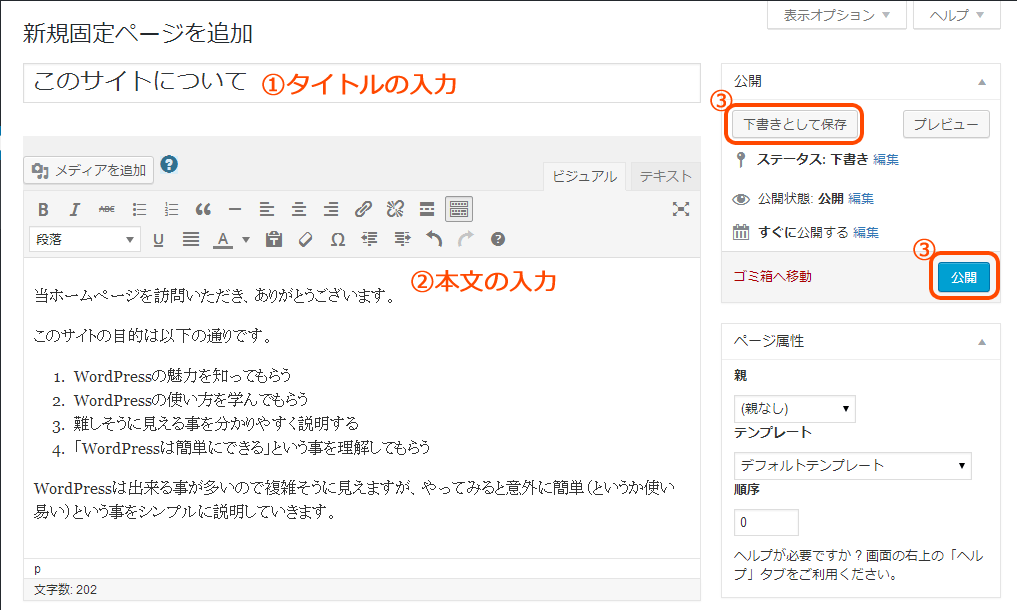 表示オプション
ヘルプ
新規固定ページを追加
このサイトについて ①タイトルの入力
メディアを追加 ?
ビジュアル テキスト
B I ABC
段落 U A Ω ?
②本文の入力
当ホームページを訪問いただき、ありがとうございます。
このサイトの目的は以下の通りです。
1. WordPressの魅力を知ってもらう
2. WordPressの使い方を学んでもらう
3. 難しそうに見える事を分かりやすく説明する
4. 「WordPressは簡単にできる」という事を理解してもらう
WordPressは出来る事が多いので複雑そうに見えますが、やってみると意外に簡単（というか使い
易い）という事をシンプルに説明していきます。
p
文字数: 202
公開
③
下書きとして保存 プレビュー
ステータス: 下書き 編集
公開状態: 公開 編集
すぐに公開する 編集
③
ゴミ箱へ移動 公開
ページ属性
親
(親なし)
テンプレート
デフォルトテンプレート
順序
0
ヘルプが必要ですか ? 画面の右上の「ヘル
プ」タブをご利用ください。